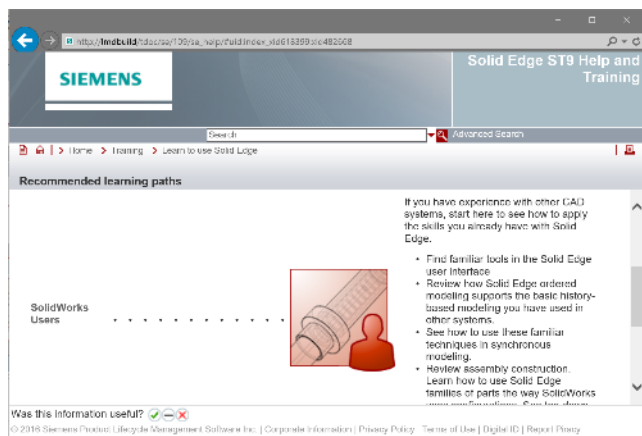 http://lmdbuild/tdoc/se/109/se_help/#uid:index_xid618399:xid482668
Solid Edge ST9 Help and
Training
SIEMENS
Search
Advanced Search
> Home > Training > Learn to use Solid Edge
Recommended learning paths
If you have experience with other CAD
systems, start here to see how to apply
the skills you already have with Solid
Edge.
• Find familiar tools in the Solid Edge
user interface
• Review how Solid Edge ordered
modeling supports the basic history-
based modeling you have used in
other systems.
• See how to use these familiar
techniques in synchronous
modeling.
• Review assembly construction.
Learn how to use Solid Edge
families of parts the way SolidWorks
SolidWorks
Users
Was this information useful?
© 2016 Siemens Product Lifecycle Management Software Inc. | Corporate Information | Privacy Policy Terms of Use | Digital ID | Report Piracy